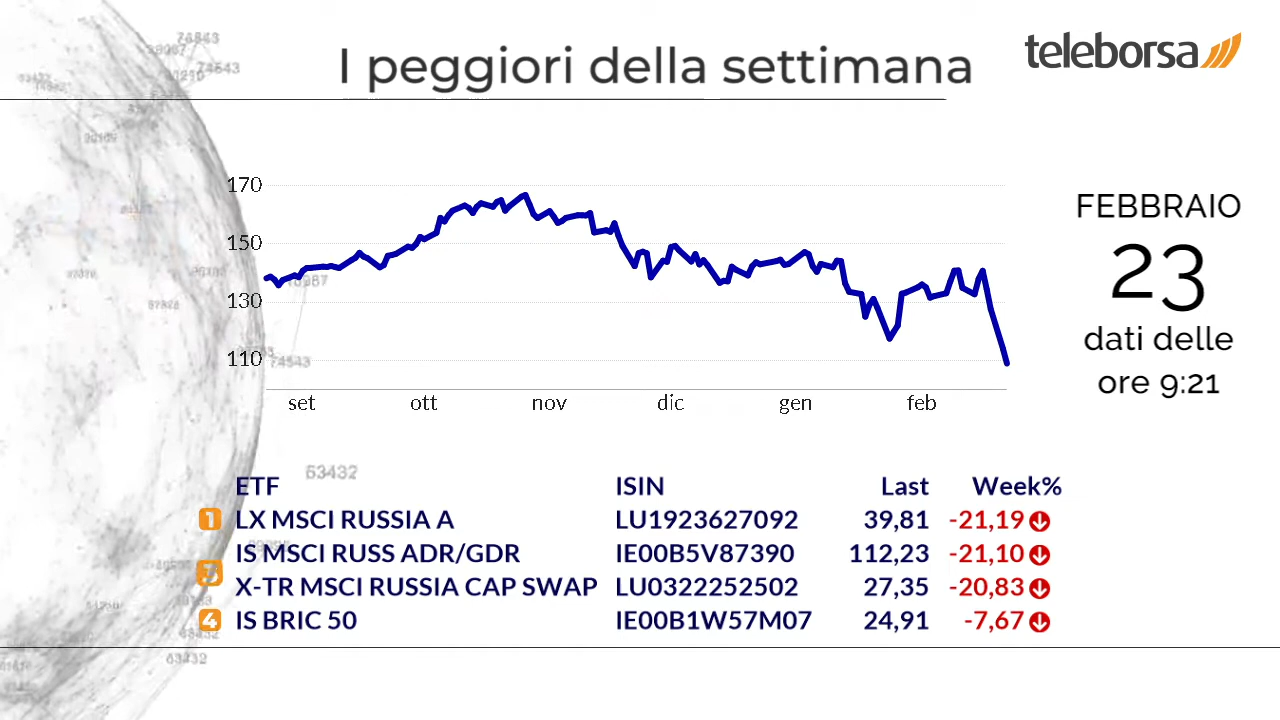 I peggiori della settimana
teleborsa
170
150
130
110
set ott nov dic gen feb
FEBBRAIO
23
dati delle
ore 9:21
63432
ETF ISIN Last Week%
1 LX MSCI RUSSIA A LU1923627092 39,81 -21,19
IS MSCI RUSS ADR/GDR IE00B5V87390 112,23 -21,10
3 X-TR MSCI RUSSIA CAP SWAP LU0322252502 27,35 -20,83
4 IS BRIC 50 IE00B1W57M07 24,91 -7,67
63432